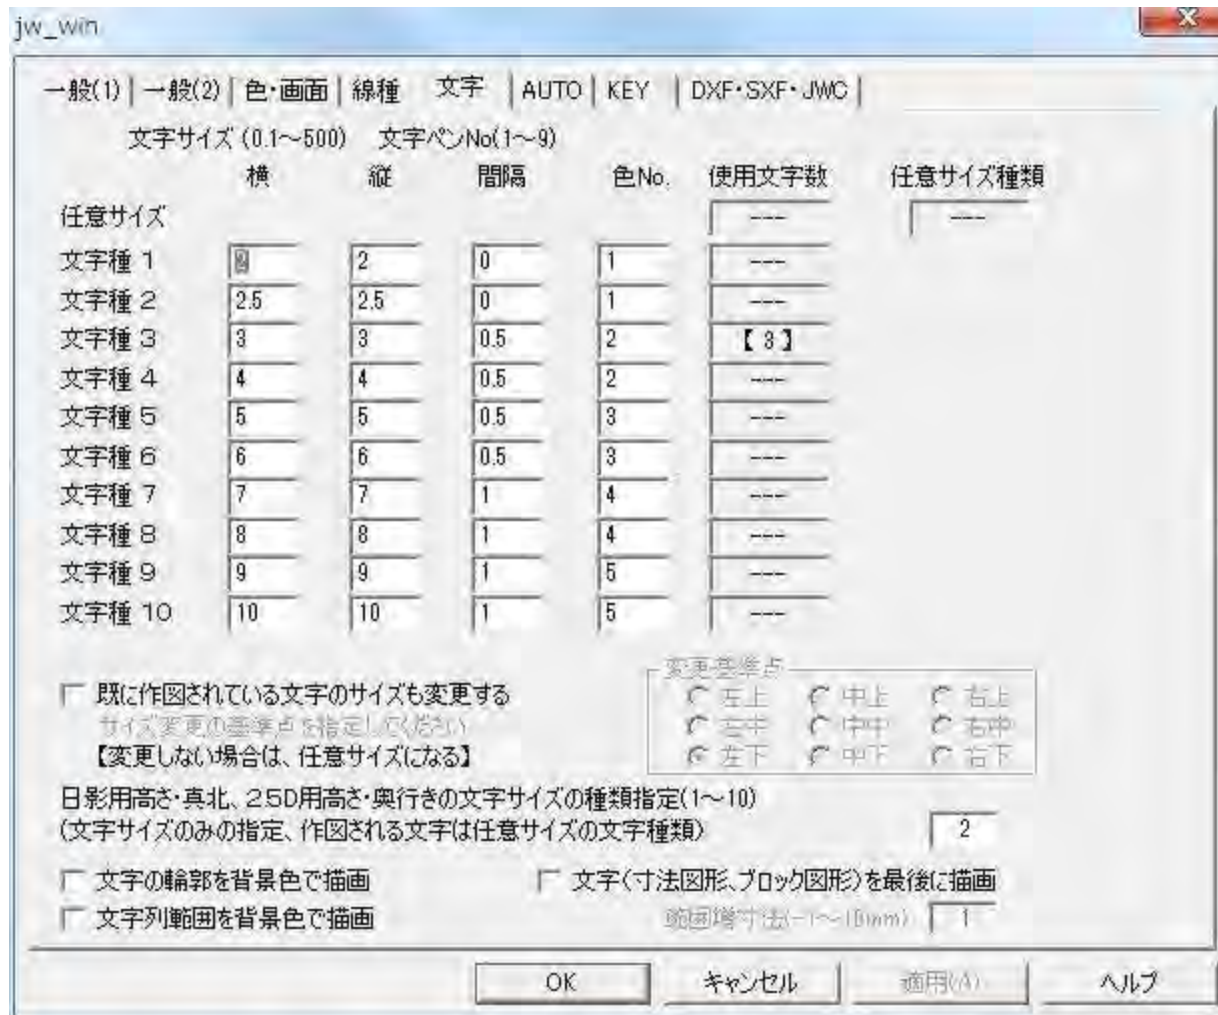 jw_win
一般(1) 一般(2) 色・画面 線種 文字 AUTO KEY DXF・SXF・JWC
文字サイズ (0.1～500) 文字ペンNo(1～9)
横 縦 間隔 色No. 使用文字数 任意サイズ種類
任意サイズ --- ---
文字種 1 2 2 0 1 ---
文字種 2 2.5 2.5 0 1 ---
文字種 3 3 3 0.5 2 【 3 】
文字種 4 4 4 0.5 2 ---
文字種 5 5 5 0.5 3 ---
文字種 6 6 6 0.5 3 ---
文字種 7 7 7 1 4 ---
文字種 8 8 8 1 4 ---
文字種 9 9 9 1 5 ---
文字種 10 10 10 1 5 ---
既に作図されている文字のサイズも変更する
サイズ変更の基準点を指定してください
【変更しない場合は、任意サイズになる】
変更基準点
左上 中上 右上
左中 中中 右中
左下 中下 右下
日影用高さ・真北、2.5D用高さ・奥行きの文字サイズの種類指定(1～10)
(文字サイズのみの指定、作図される文字は任意サイズの文字種類) 2
文字の輪郭を背景色で描画 文字(寸法図形、ブロック図形)を最後に描画
文字列範囲を背景色で描画 範囲増寸法(-1～10mm) 1
OK キャンセル 適用(A) ヘルプ